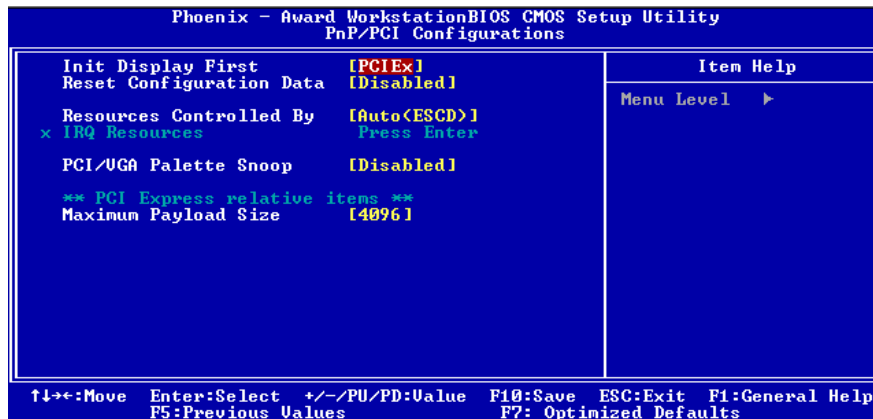 Phoenix - Award WorkstationBIOS CMOS Setup Utility
PnP/PCI Configurations
Init Display First [PCIEx]
Reset Configuration Data [Disabled]
Resources Controlled By [Auto(ESCD)]
x IRQ Resources Press Enter
PCI/VGA Palette Snoop [Disabled]
** PCI Express relative items **
Maximum Payload Size [4096]
Item Help
Menu Level ►
↑↓→←:Move Enter:Select +/-/PU/PD:Value F10:Save ESC:Exit F1:General Help
F5:Previous Values F7: Optimized Defaults